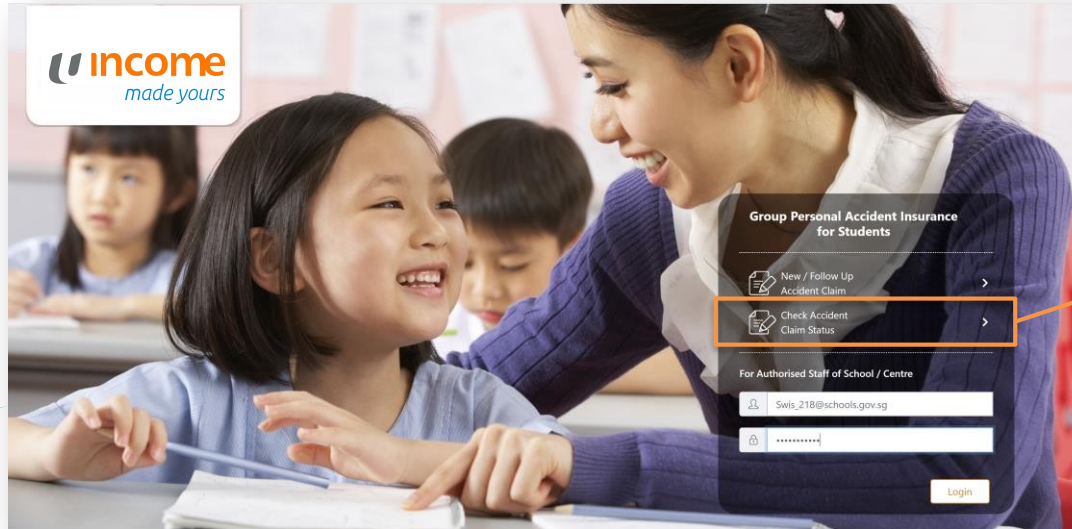 income
made yours
Group Personal Accident Insurance
for Students
New / Follow Up
Accident Claim
Check Accident
Claim Status
For Authorised Staff of School / Centre
Swis_218@schools.gov.sg
•••••••••••
Login